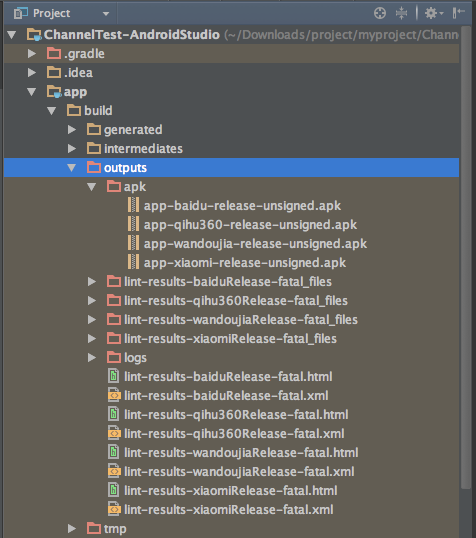 Project
ChannelTest-AndroidStudio (~/Downloads/project/myproject/Chann
.gradle
.idea
app
build
generated
intermediates
outputs
apk
app-baidu-release-unsigned.apk
app-qihu360-release-unsigned.apk
app-wandoujia-release-unsigned.apk
app-xiaomi-release-unsigned.apk
lint-results-baiduRelease-fatal_files
lint-results-qihu360Release-fatal_files
lint-results-wandoujiaRelease-fatal_files
lint-results-xiaomiRelease-fatal_files
logs
lint-results-baiduRelease-fatal.html
lint-results-baiduRelease-fatal.xml
lint-results-qihu360Release-fatal.html
lint-results-qihu360Release-fatal.xml
lint-results-wandoujiaRelease-fatal.html
lint-results-wandoujiaRelease-fatal.xml
lint-results-xiaomiRelease-fatal.html
lint-results-xiaomiRelease-fatal.xml
tmp